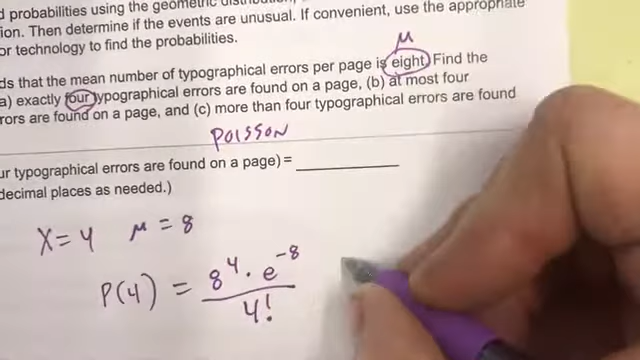 d probabilities using the geometric
ion. Then determine if the events are unusual. If convenient, use the appropriate
or technology to find the probabilities.
μ
ds that the mean number of typographical errors per page is eight. Find the
a) exactly four typographical errors are found on a page, (b) at most four
rors are found on a page, and (c) more than four typographical errors are found
POISSON
ur typographical errors are found on a page) =
decimal places as needed.)
X = 4 μ = 8
P(4) = 8^4 · e^-8 / 4!